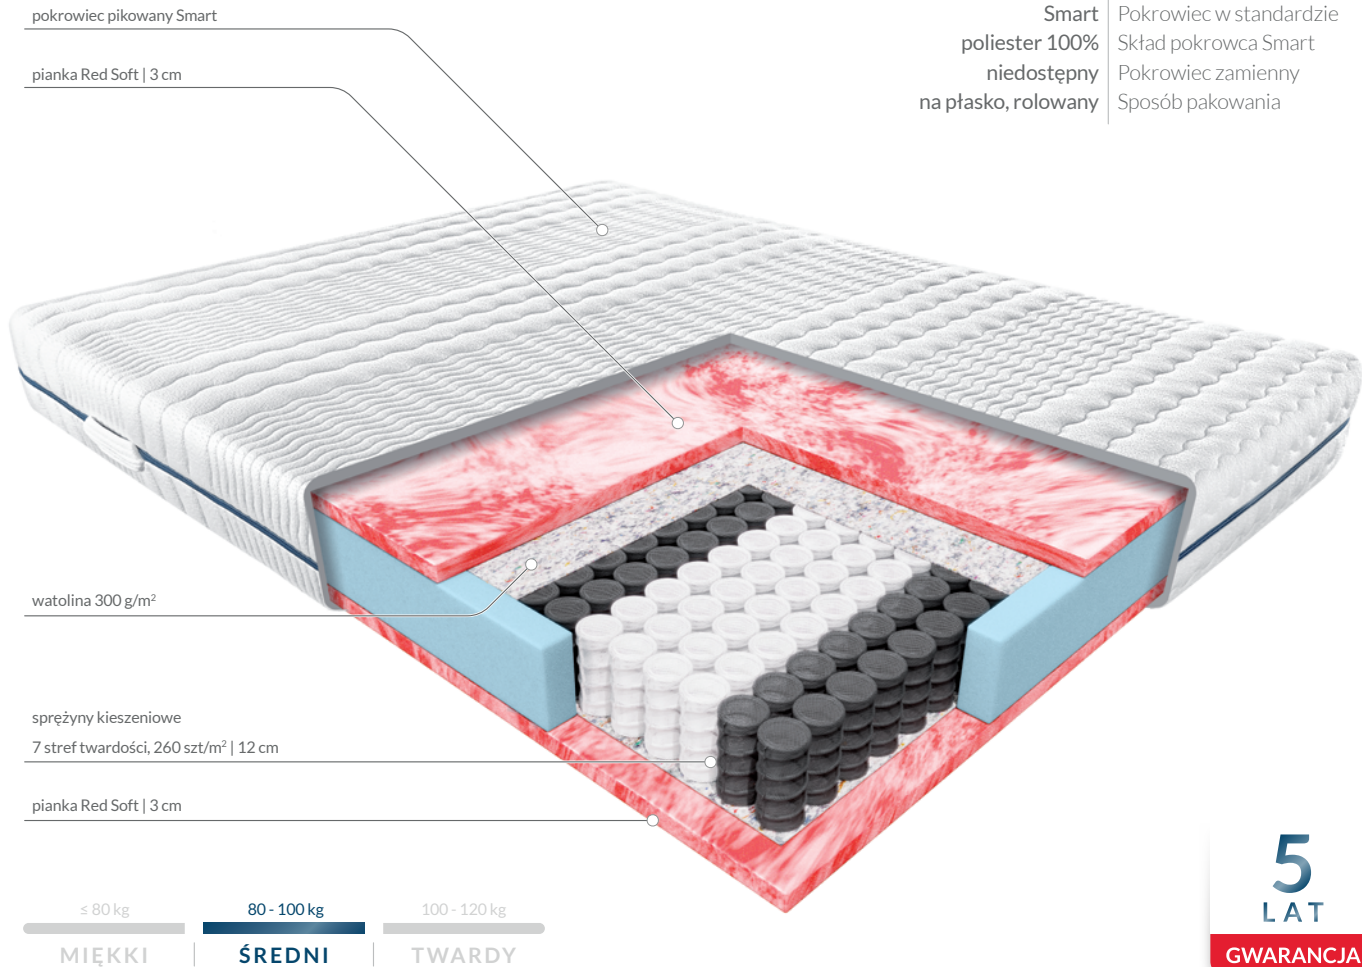 pokrowiec pikowany Smart
pianka Red Soft | 3 cm
Smart | Pokrowiec w standardzie
poliester 100% | Skład pokrowca Smart
niedostępny | Pokrowiec zamienny
na płasko, rolowany | Sposób pakowania
watolina 300 g/m²
sprężyny kieszeniowe
7 stref twardości, 260 szt/m² | 12 cm
pianka Red Soft | 3 cm
≤ 80 kg
80 - 100 kg
100 - 120 kg
MIĘKKI
ŚREDNI
TWARDY
5
LAT
GWARANCJA